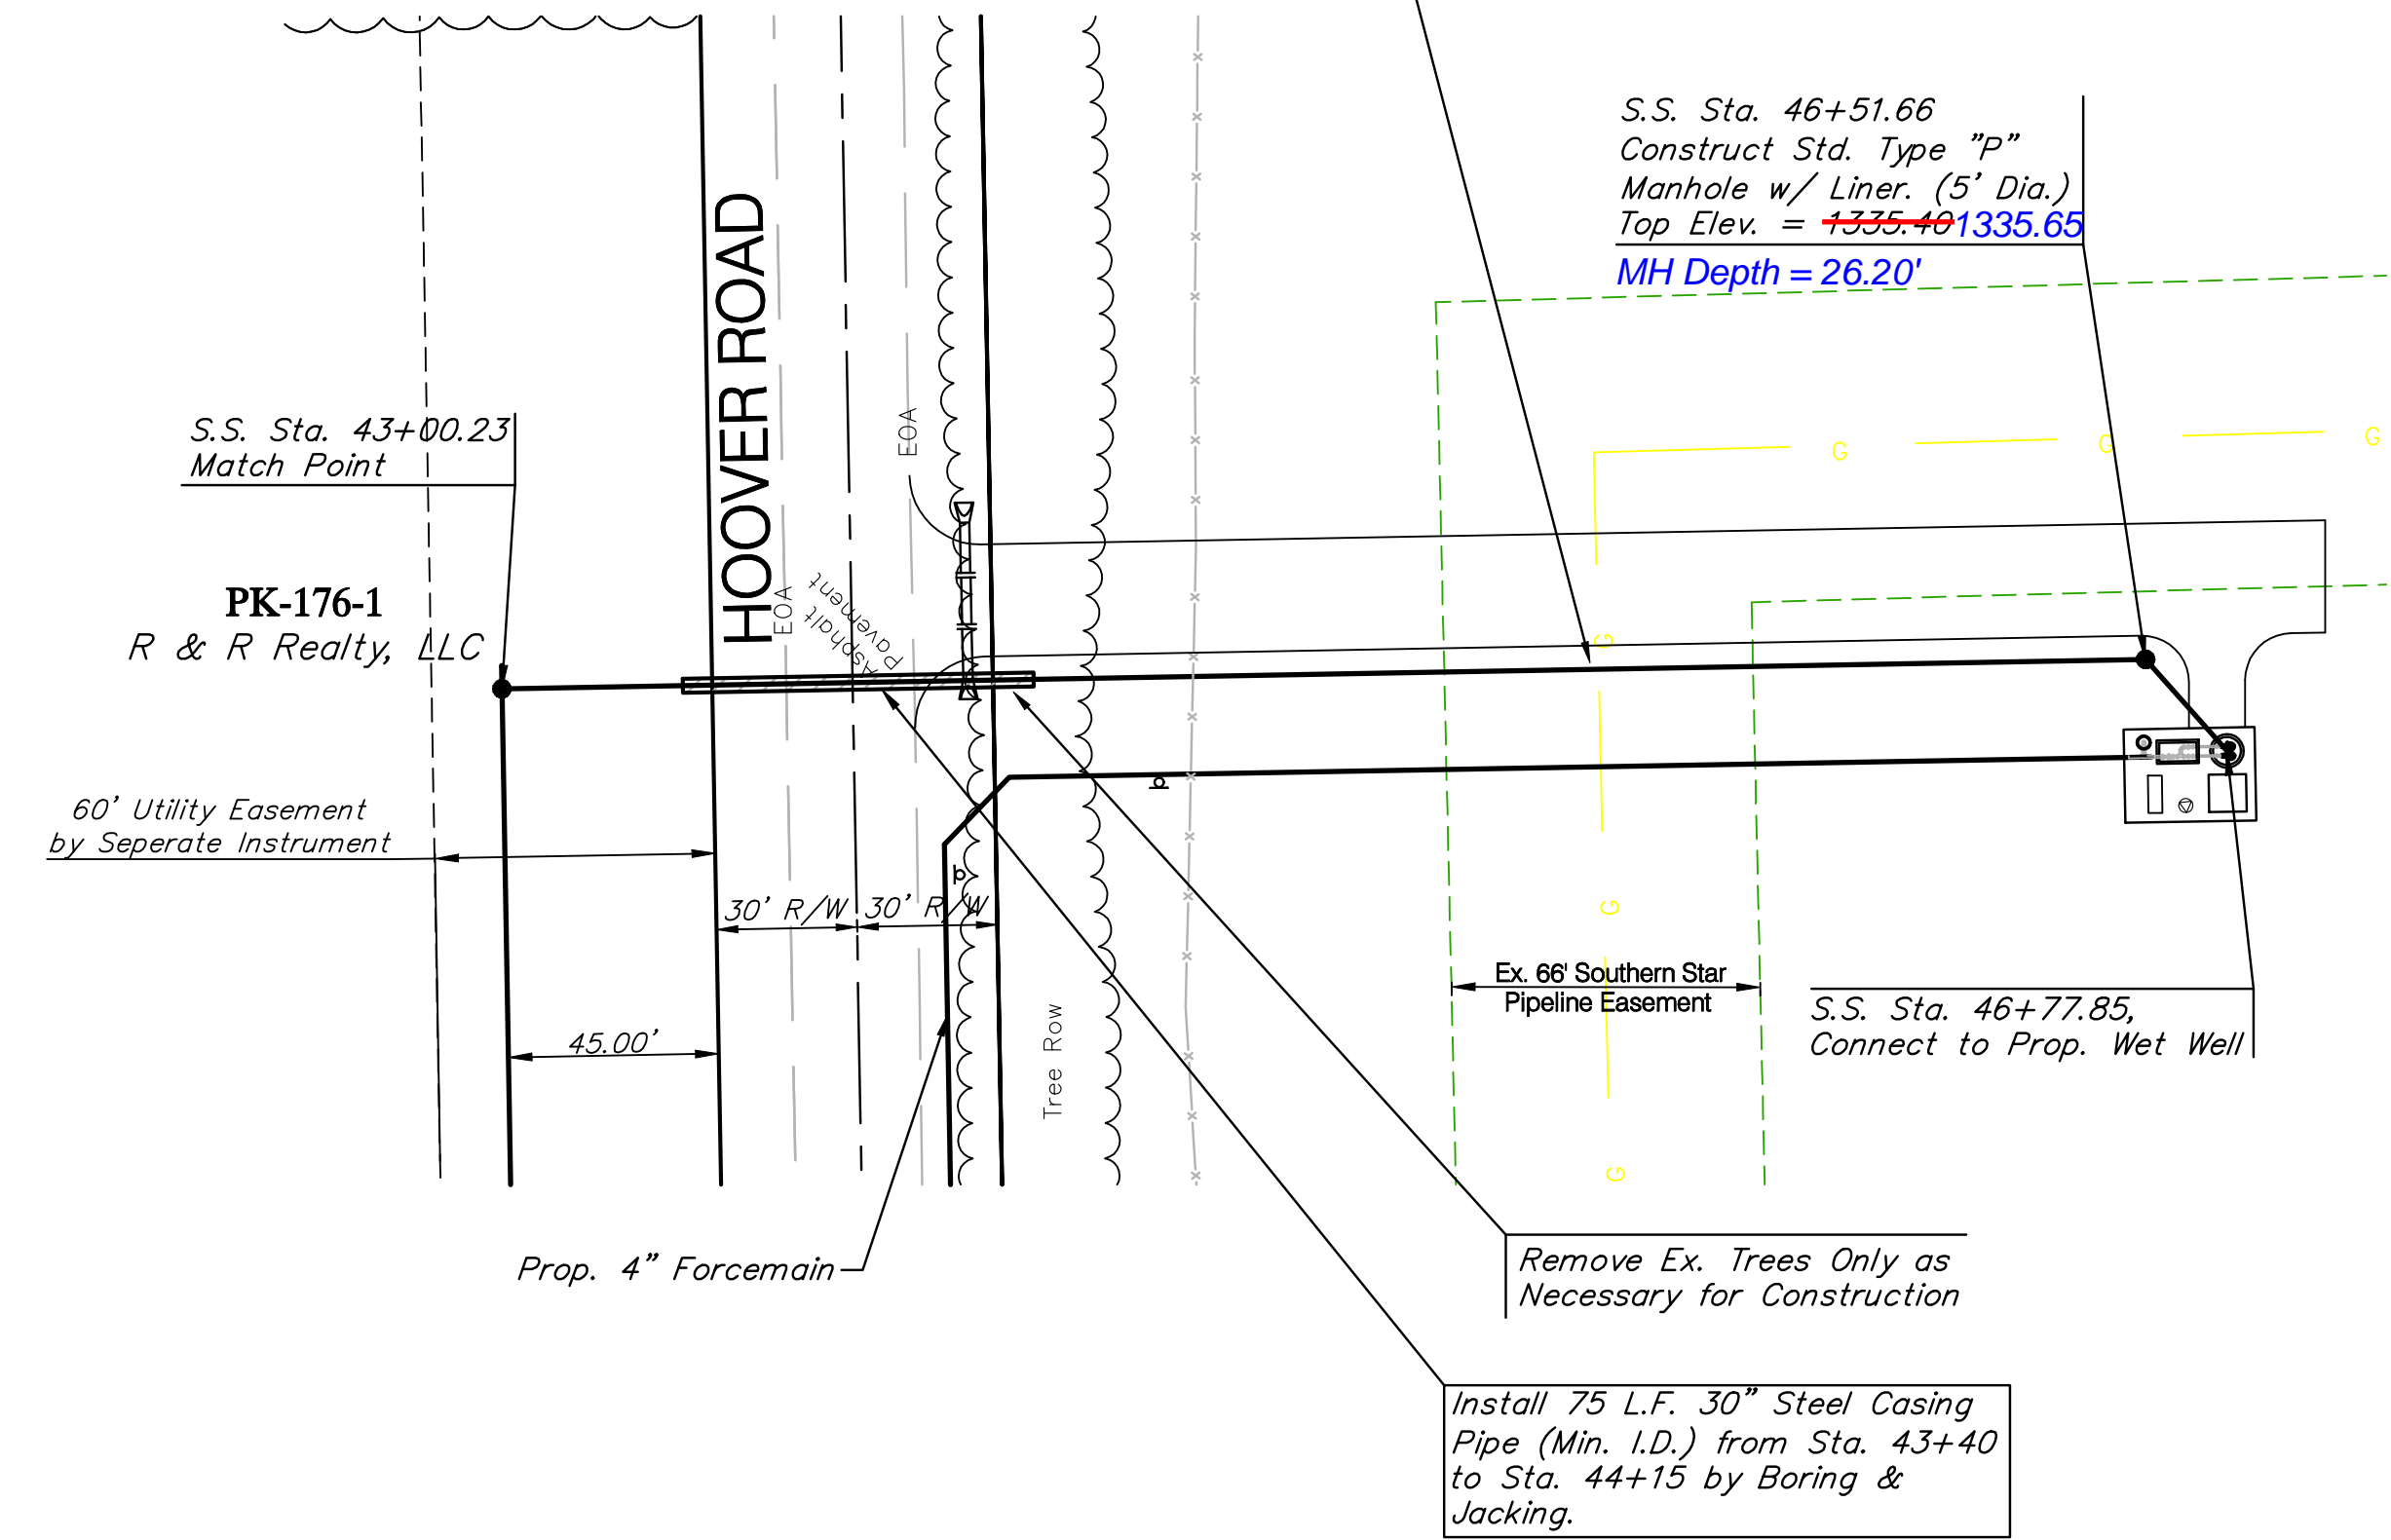 S.S. Sta. 46+51.66
Construct Std. Type "P"
Manhole w/ Liner. (5' Dia.)
Top Elev. = 1335.40 1335.65
MH Depth = 26.20'
HOOVER ROAD
S.S. Sta. 43+00.23
Match Point
EOA
G
G
G
PK-176-1
R & R Realty, LLC
EOA
Asphalt
Pavement
G
60' Utility Easement
by Seperate Instrument
30' R/W
30' R/W
G
Ex. 66' Southern Star
Pipeline Easement
S.S. Sta. 46+77.85,
Connect to Prop. Wet Well
45.00'
Tree Row
G
Prop. 4" Forcemain
Remove Ex. Trees Only as
Necessary for Construction
Install 75 L.F. 30" Steel Casing
Pipe (Min. I.D.) from Sta. 43+40
to Sta. 44+15 by Boring &
Jacking.